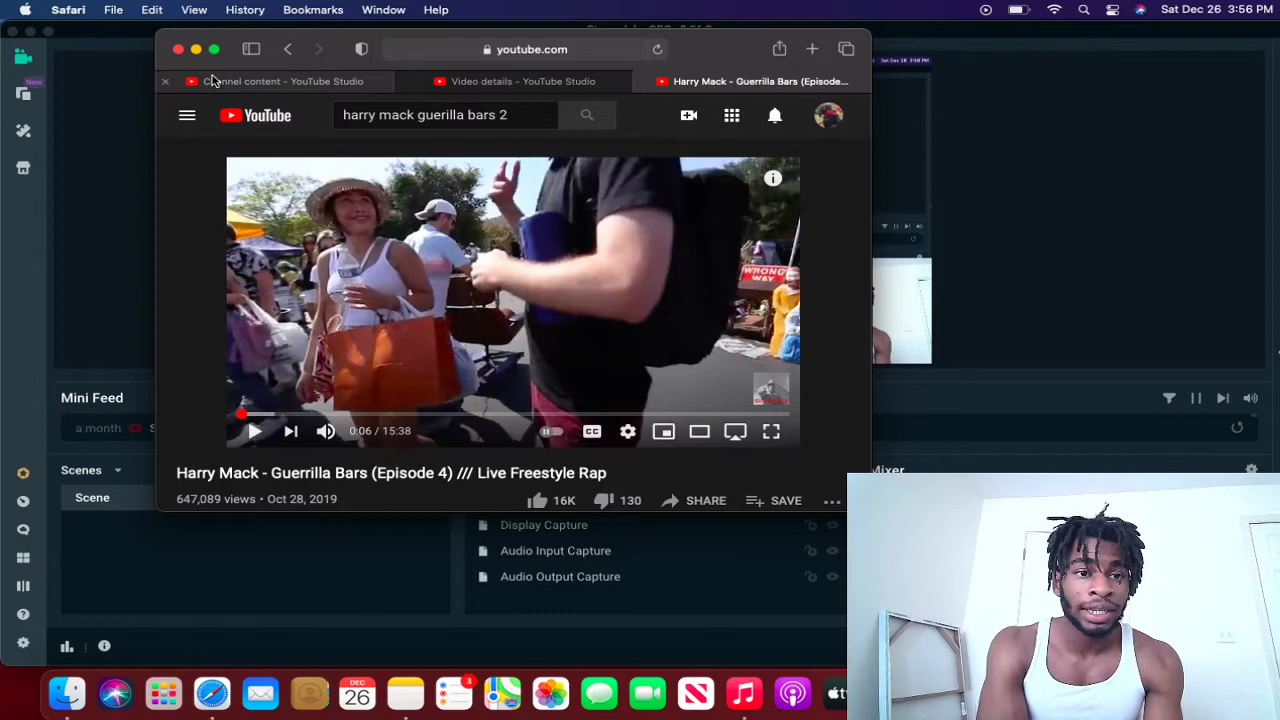 Safari File Edit View History Bookmarks Window Help Sat Dec 26 3:56 PM
youtube.com
Channel content - YouTube Studio Video details - YouTube Studio Harry Mack - Guerrilla Bars (Episode...
New
YouTube harry mack guerilla bars 2
WRONG WAY
0:06 / 15:38 CC
Harry Mack - Guerrilla Bars (Episode 4) /// Live Freestyle Rap
647,089 views • Oct 28, 2019 16K 130 SHARE SAVE
Mini Feed
a month
Scenes
Mixer
Scene
Display Capture
Audio Input Capture
Audio Output Capture
DEC
26
3
tv